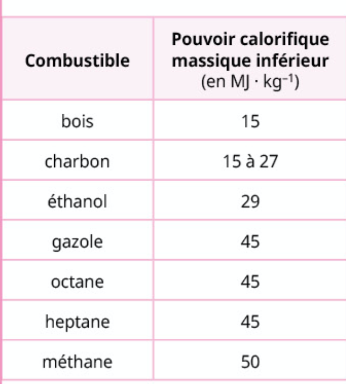 Combustible
Pouvoir calorifique
massique inférieur
(en MJ · kg⁻¹)
bois 15
charbon 15 à 27
éthanol 29
gazole 45
octane 45
heptane 45
méthane 50